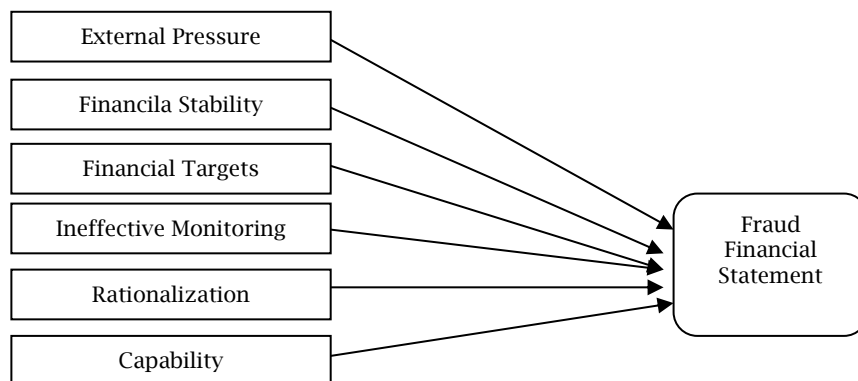 External Pressure
Financila Stability
Financial Targets
Ineffective Monitoring
Rationalization
Capability
Fraud
Financial
Statement